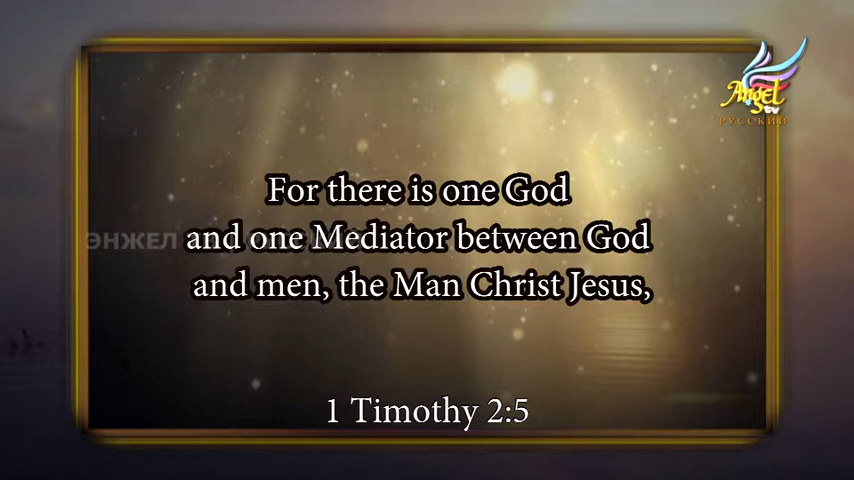 Angel
tv
РУССКИЙ
For there is one God
ЭНЖЕЛ
and one Mediator between God
and men, the Man Christ Jesus,
1 Timothy 2:5